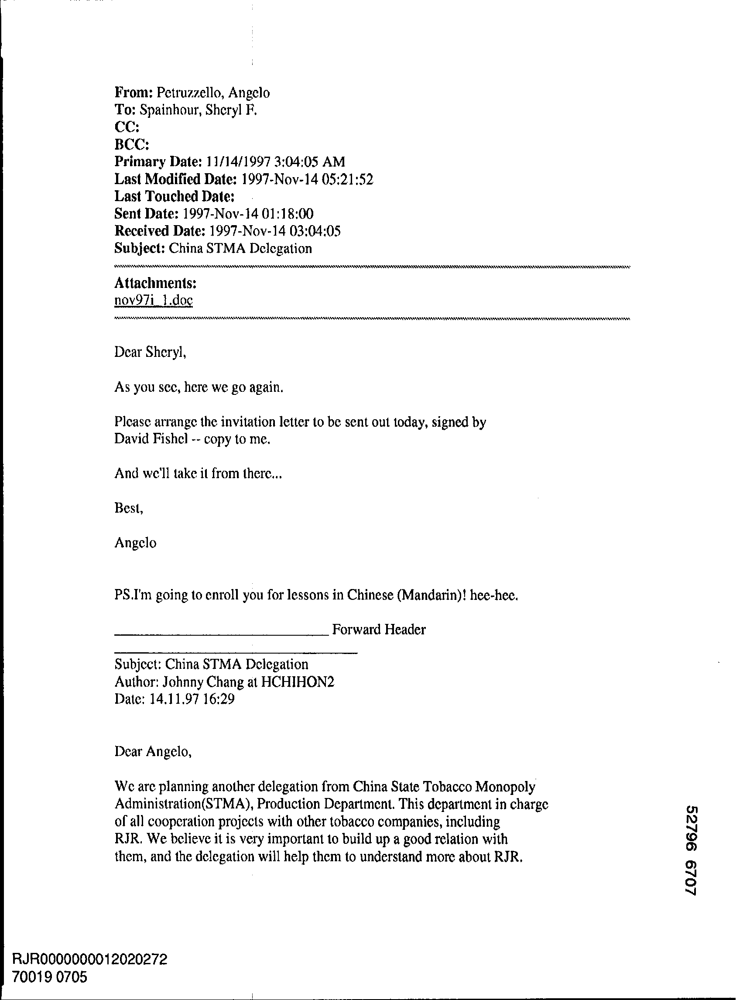 From: Petruzzello, Angelo
To: Spainhour, Sheryl F.
CC:
BCC:
Primary Date: 11/14/1997 3:04:05 AM
Last Modified Date: 1997-Nov-14 05:21:52
Last Touched Date:
Sent Date: 1997-Nov-14 01:18:00
Received Date: 1997-Nov-14 03:04:05
Subject: China STMA Delegation
Attachments:
nov97i_1.doc
Dear Sheryl,
As you see, here we go again.
Please arrange the invitation letter to be sent out today, signed by
David Fishel -- copy to me.
And we'll take it from there...
Best,
Angelo
PS.I'm going to enroll you for lessons in Chinese (Mandarin)! hee-hee.
Forward Header
Subject: China STMA Delegation
Author: Johnny Chang at HCHIHON2
Date: 14.11.97 16:29
Dear Angelo,
We are planning another delegation from China State Tobacco Monopoly
Administration(STMA), Production Department. This department in charge
of all cooperation projects with other tobacco companies, including
RJR. We believe it is very important to build up a good relation with
them, and the delegation will help them to understand more about RJR.
52796 6707
RJR0000000012020272
70019 0705